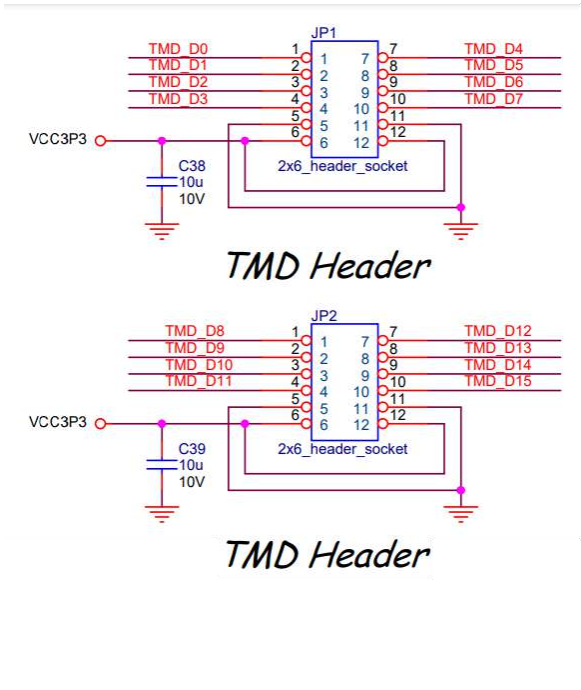 JP1
TMD_D0 1 1 7 7 TMD_D4
TMD_D1 2 2 8 8 TMD_D5
TMD_D2 3 3 9 9 TMD_D6
TMD_D3 4 4 10 10 TMD_D7
5 5 11 11
VCC3P3 6 6 12 12
C38 2x6_header_socket
10u
10V
TMD Header
JP2
TMD_D8 1 1 7 7 TMD_D12
TMD_D9 2 2 8 8 TMD_D13
TMD_D10 3 3 9 9 TMD_D14
TMD_D11 4 4 10 10 TMD_D15
5 5 11 11
VCC3P3 6 6 12 12
C39 2x6_header_socket
10u
10V
TMD Header